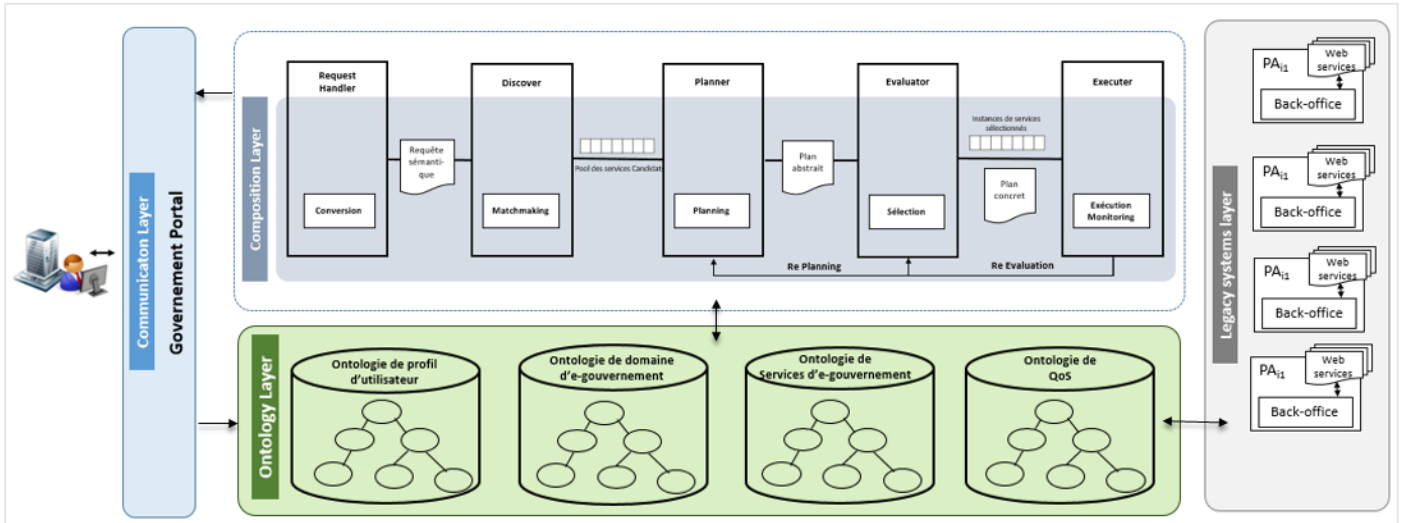 Communicaton Layer
Governement Portal
Composition Layer
Request
Handler
Conversion
Requête
sémanti-
que
Discover
Matchmaking
Pool des services Candidats
Planner
Planning
Plan
abstrait
Evaluator
Sélection
Instances de services
sélectionnés
Plan
concret
Executer
Exécution
Monitoring
Re Planning
Re Evaluation
Ontology Layer
Ontologie de profil
d'utilisateur
Ontologie de domaine
d'e-gouvernement
Ontologie de
Services d'e-gouvernement
Ontologie de
QoS
Legacy systems layer
PAi1
Web
services
Back-office
PAi1
Web
services
Back-office
PAi1
Web
services
Back-office
PAi1
Web
services
Back-office